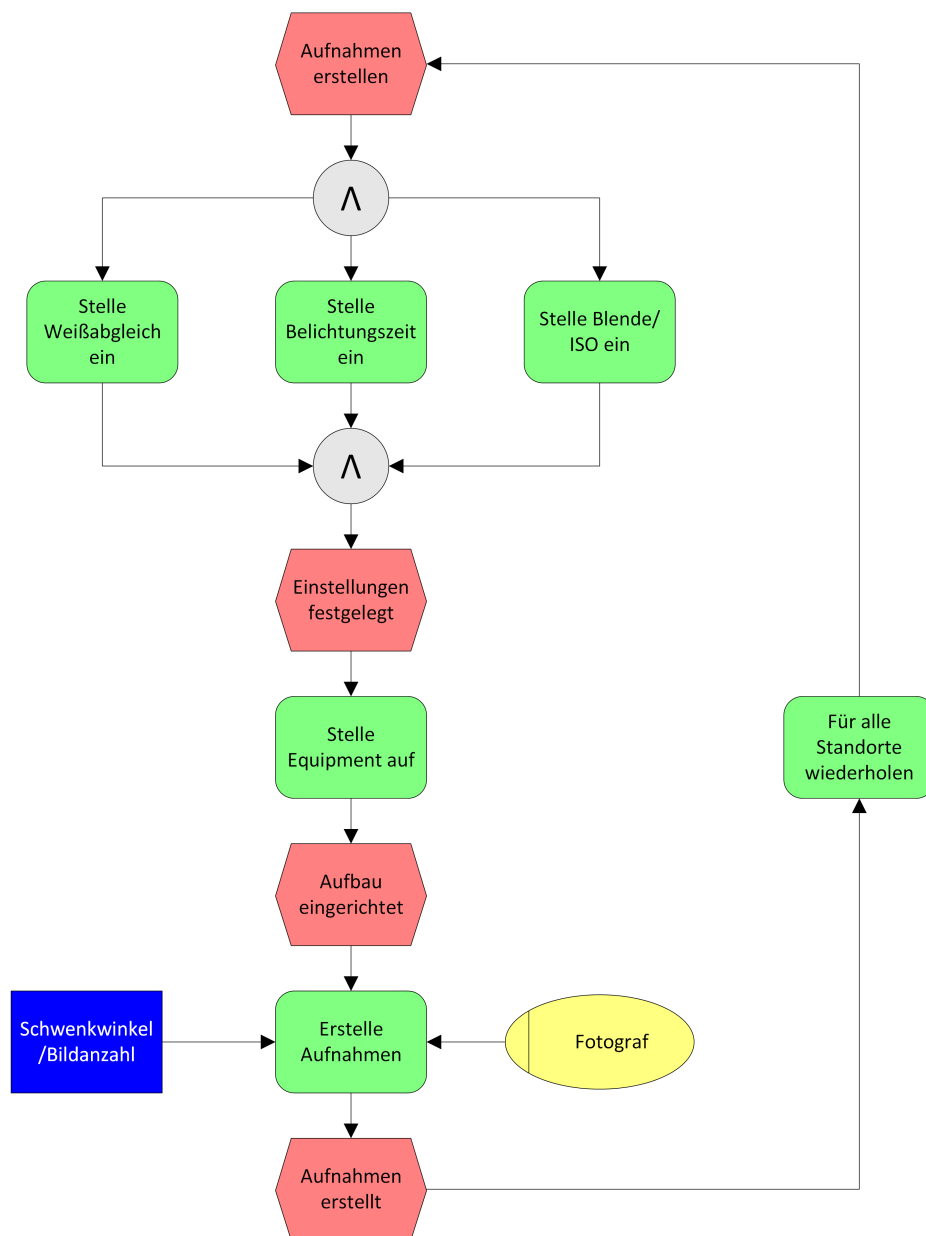 Aufnahmen
erstellen
Λ
Stelle
Weißabgleich
ein
Stelle
Belichtungszeit
ein
Stelle Blende/
ISO ein
Λ
Einstellungen
festgelegt
Stelle
Equipment auf
Für alle
Standorte
wiederholen
Aufbau
eingerichtet
Schwenkwinkel
/Bildanzahl
Erstelle
Aufnahmen
Fotograf
Aufnahmen
erstellt